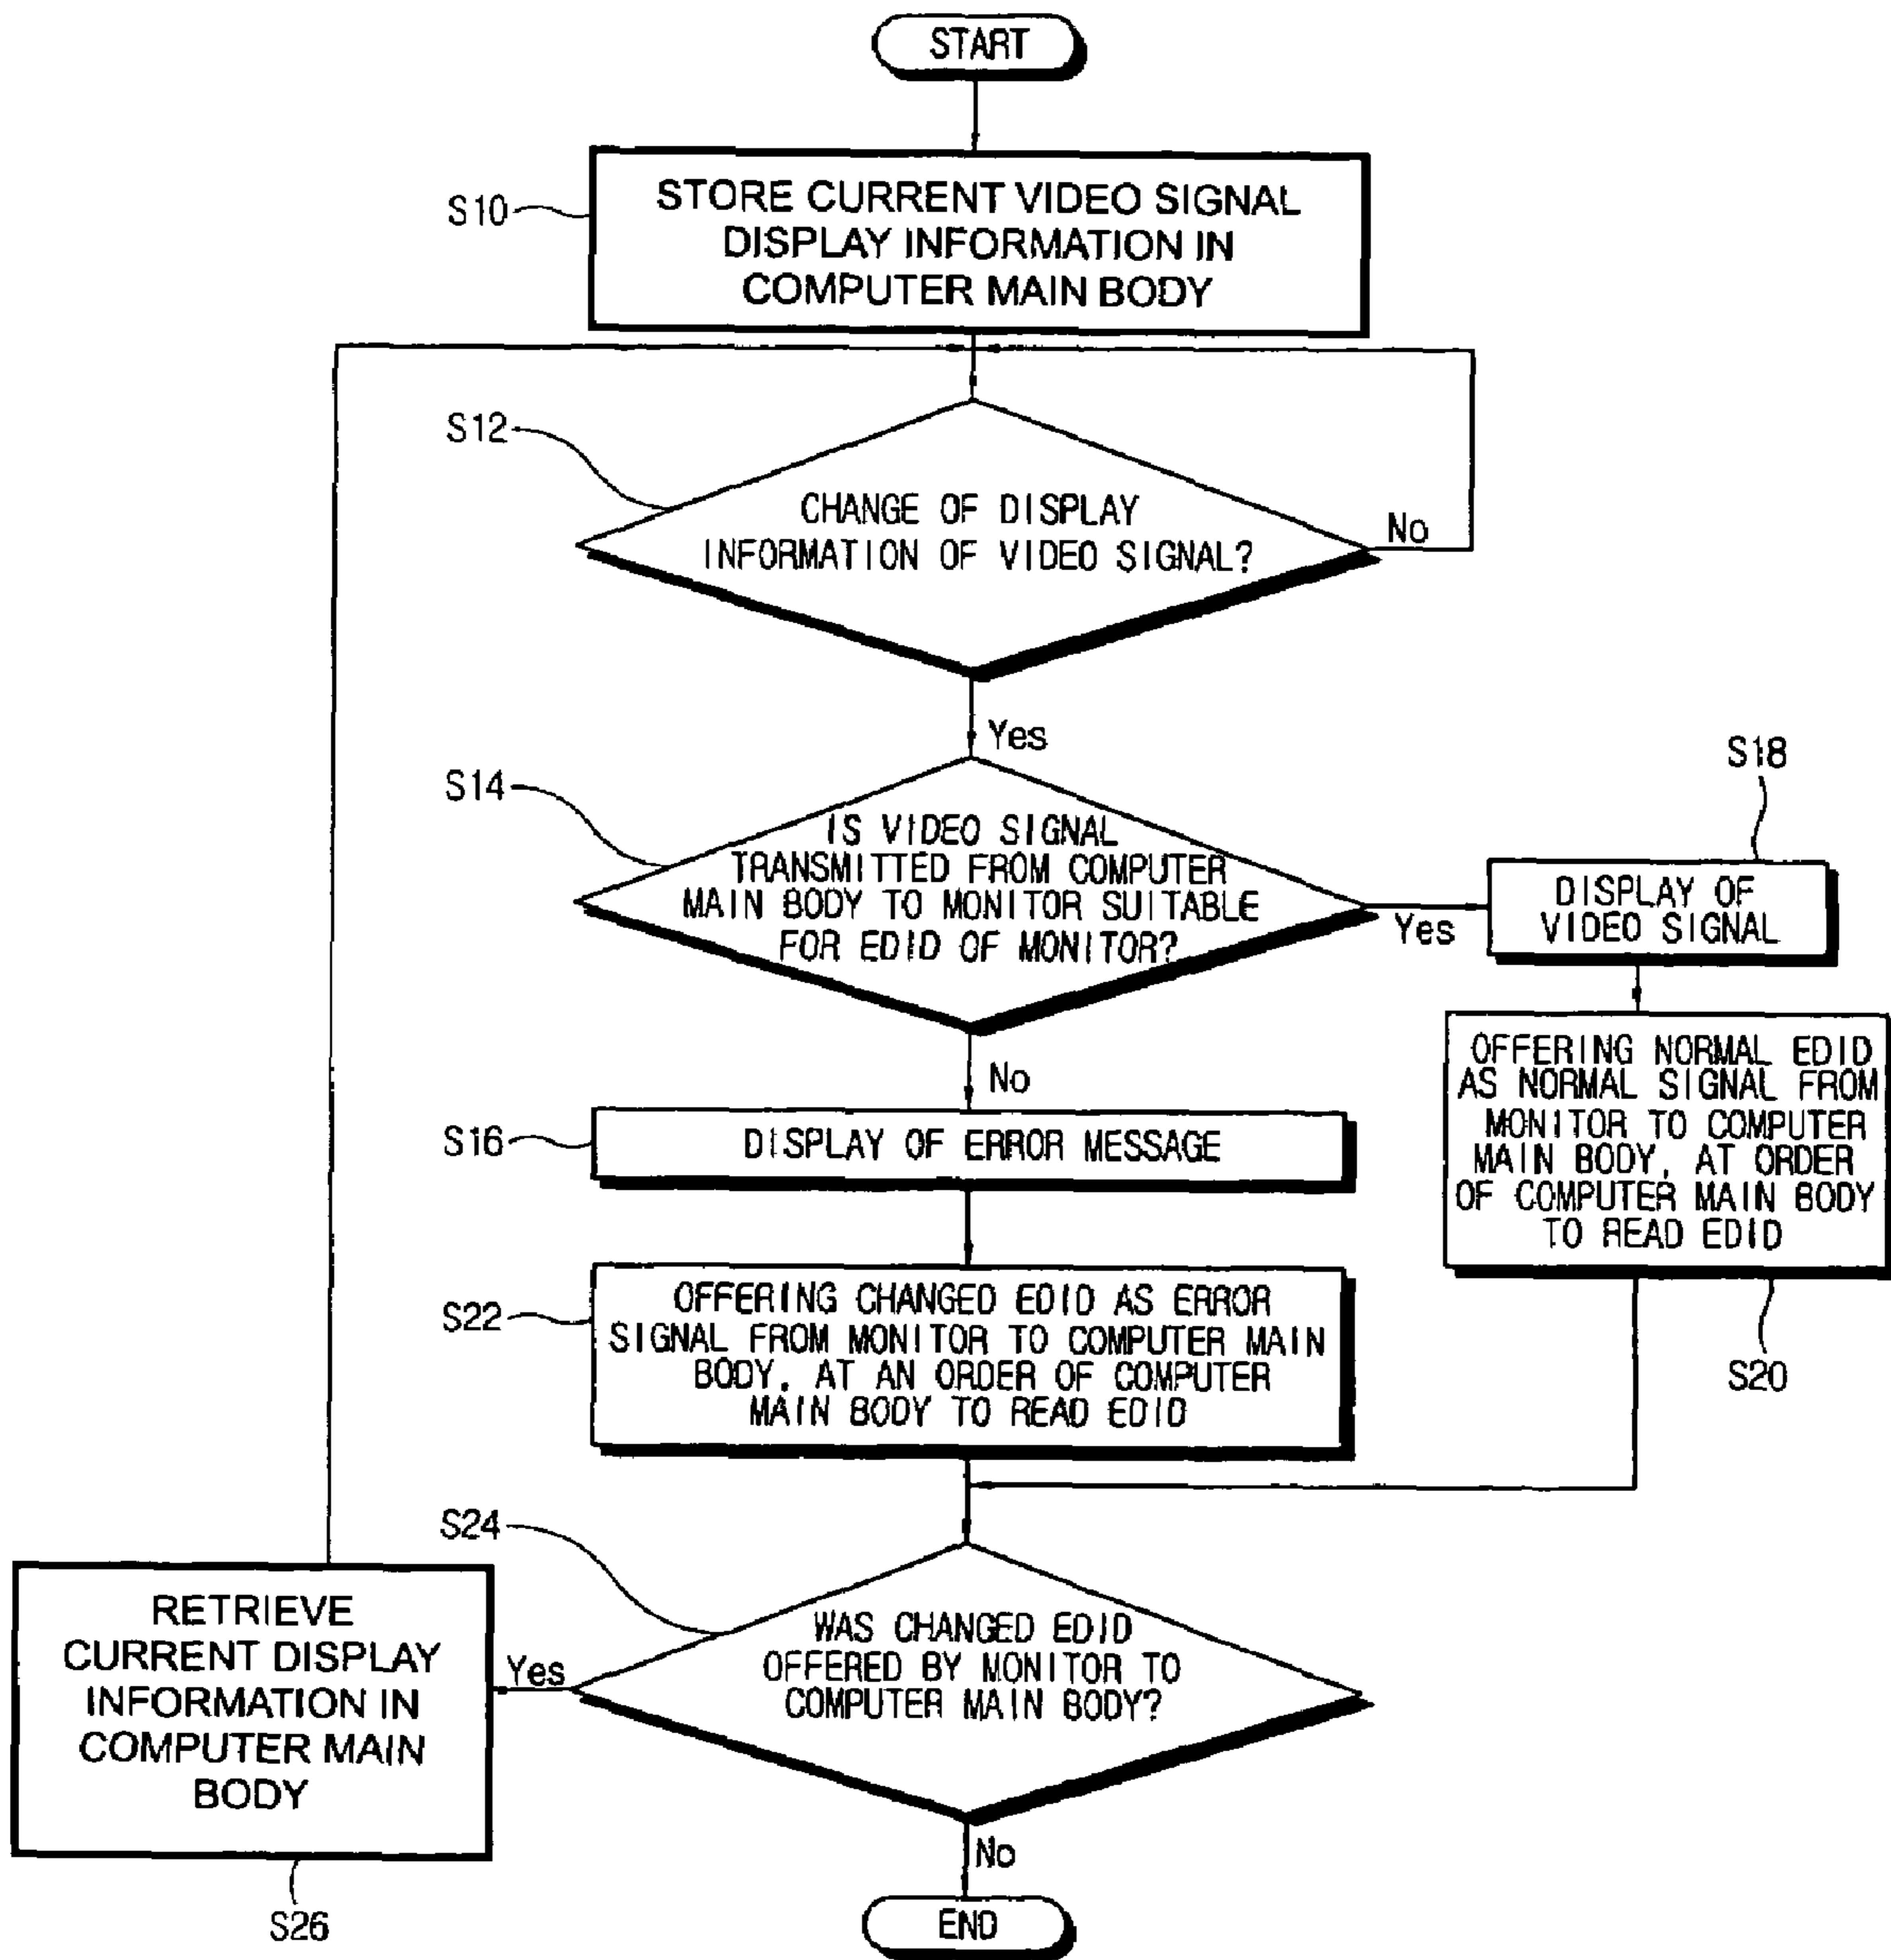 START
S10
STORE CURRENT VIDEO SIGNAL
DISPLAY INFORMATION IN
COMPUTER MAIN BODY
S12
CHANGE OF DISPLAY
INFORMATION OF VIDEO SIGNAL?
No
Yes
S14
IS VIDEO SIGNAL
TRANSMITTED FROM COMPUTER
MAIN BODY TO MONITOR SUITABLE
FOR EDID OF MONITOR?
Yes
S18
DISPLAY OF
VIDEO SIGNAL
No
OFFERING NORMAL EDID
AS NORMAL SIGNAL FROM
MONITOR TO COMPUTER
MAIN BODY, AT ORDER
OF COMPUTER MAIN BODY
TO READ EDID
S20
S16
DISPLAY OF ERROR MESSAGE
S22
OFFERING CHANGED EDID AS ERROR
SIGNAL FROM MONITOR TO COMPUTER MAIN
BODY, AT AN ORDER OF COMPUTER
MAIN BODY TO READ EDID
S24
WAS CHANGED EDID
OFFERED BY MONITOR TO
COMPUTER MAIN BODY?
Yes
RETRIEVE
CURRENT DISPLAY
INFORMATION IN
COMPUTER MAIN
BODY
S26
No
END